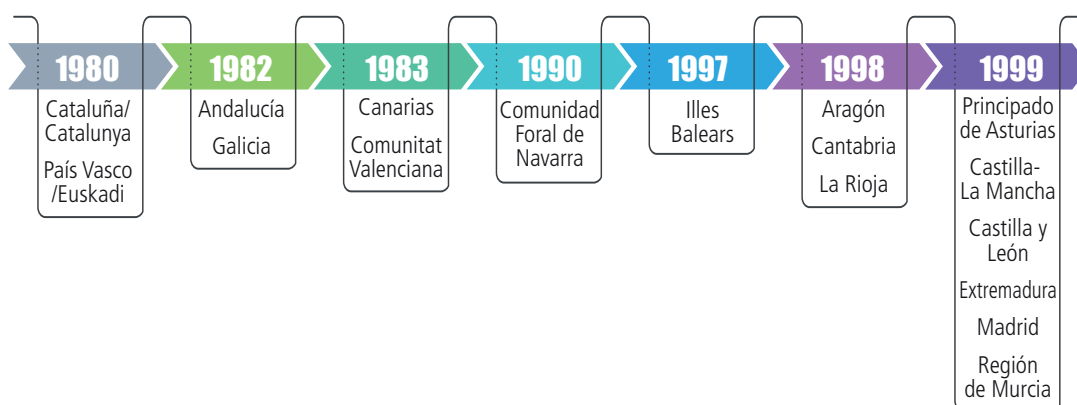 1980
Cataluña/
Catalunya
País Vasco
/Euskadi
1982
Andalucía
Galicia
1983
Canarias
Comunitat
Valenciana
1990
Comunidad
Foral de
Navarra
1997
Illes
Balears
1998
Aragón
Cantabria
La Rioja
1999
Principado
de Asturias
Castilla-
La Mancha
Castilla y
León
Extremadura
Madrid
Región
de Murcia